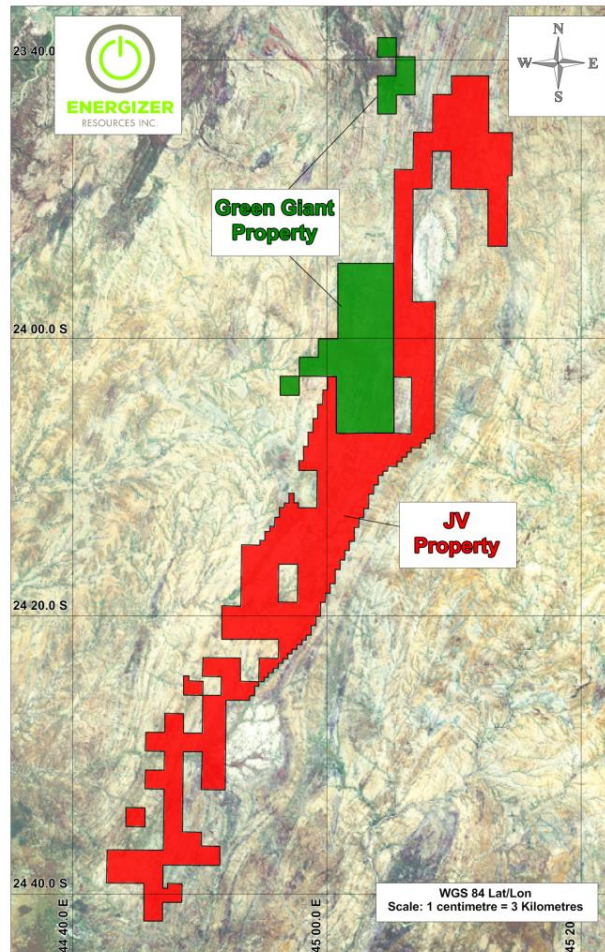 ENERGIZER
RESOURCES INC.
N
W E
S
23 40.0 S
Green Giant
Property
24 00.0 S
JV
Property
24 20.0 S
24 40.0 S
WGS 84 Lat/Lon
Scale: 1 centimetre = 3 Kilometres
44 40.0 E
45 00.0 E
45 20.0 E